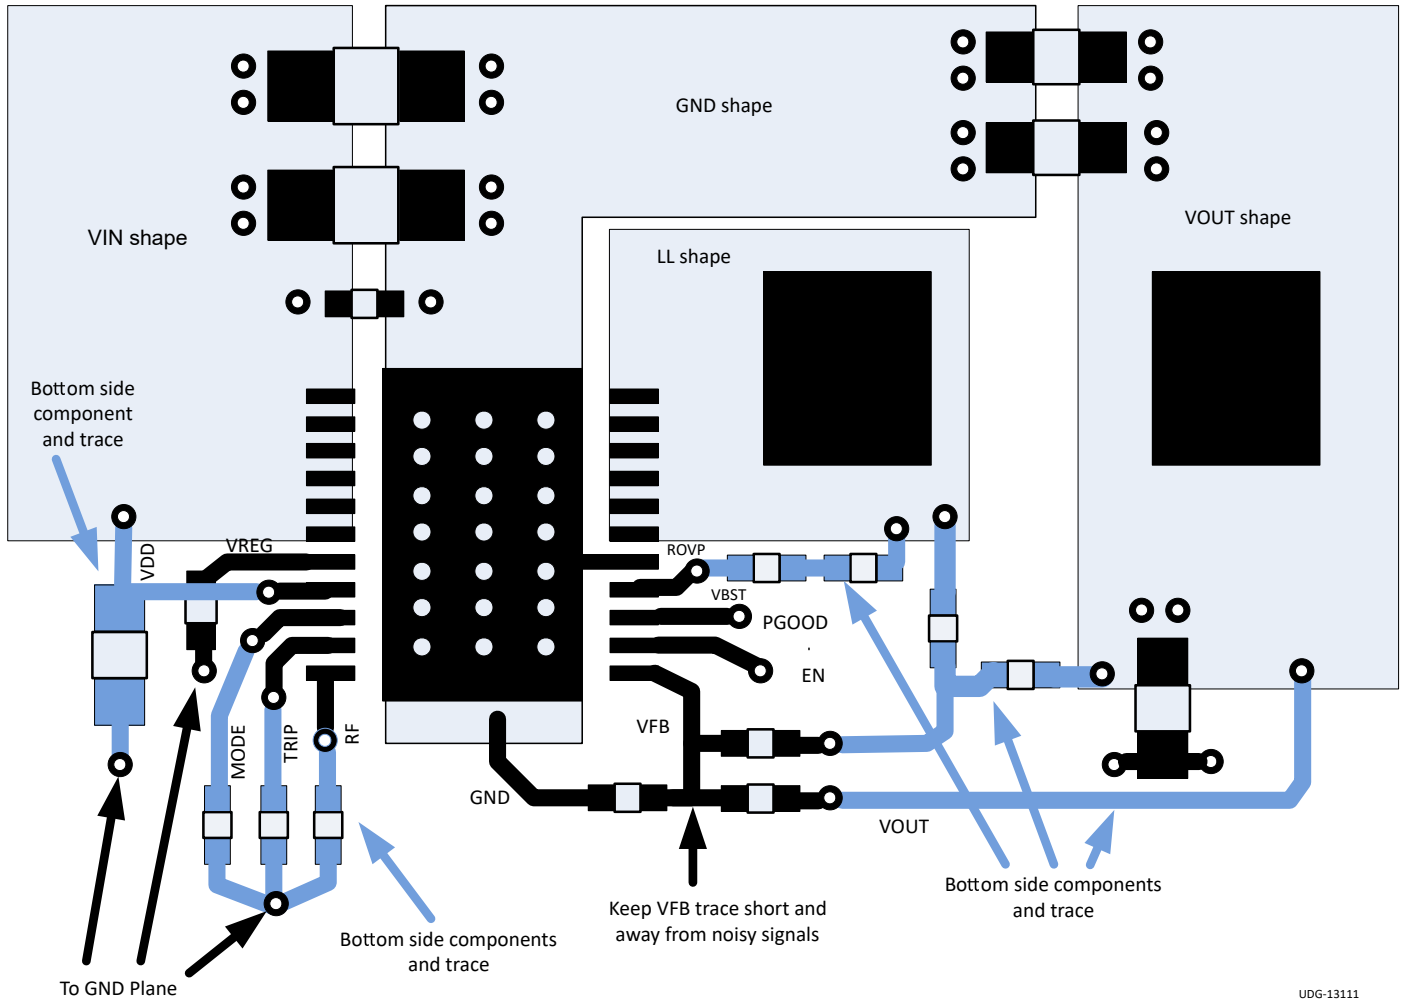 GND shape
VOUT shape
VIN shape
LL shape
Bottom side
component
and trace
VDD
VREG
ROVP
VBST
PGOOD
EN
MODE
TRIP
RF
VFB
GND
VOUT
Bottom side components
and trace
Keep VFB trace short and
away from noisy signals
Bottom side components
and trace
To GND Plane
UDG-13111